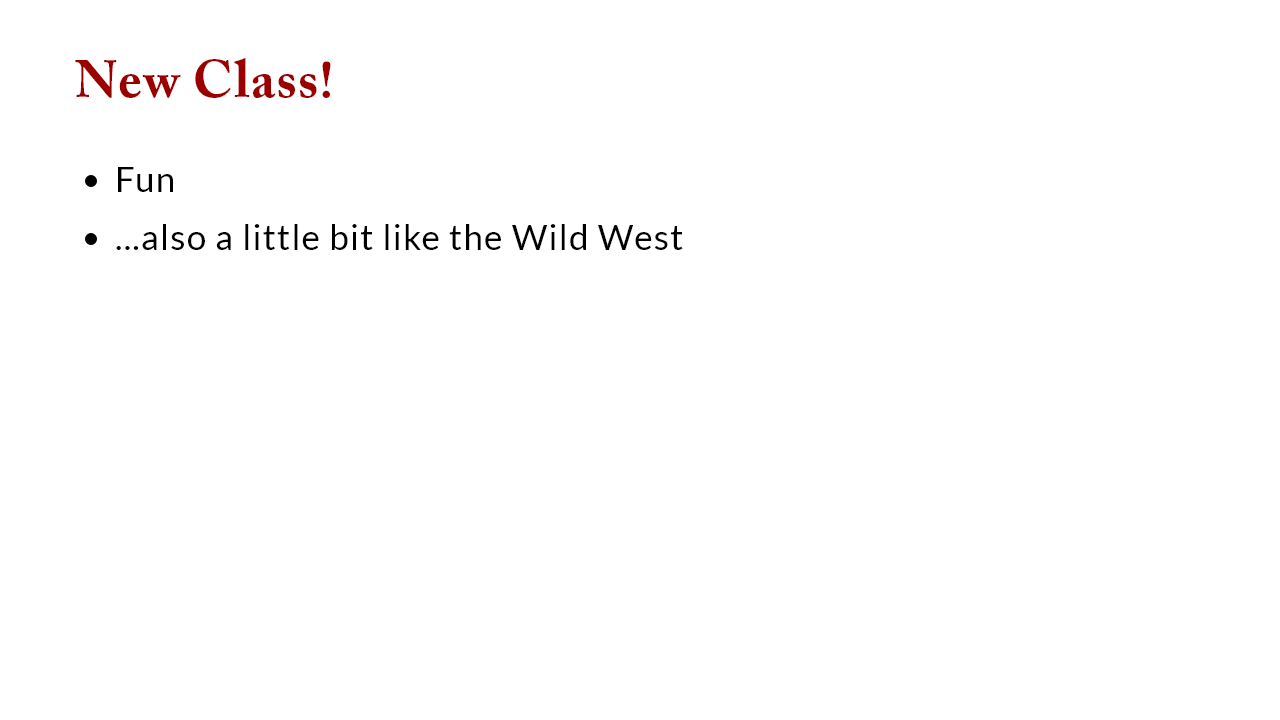 New Class!
• Fun
• ...also a little bit like the Wild West